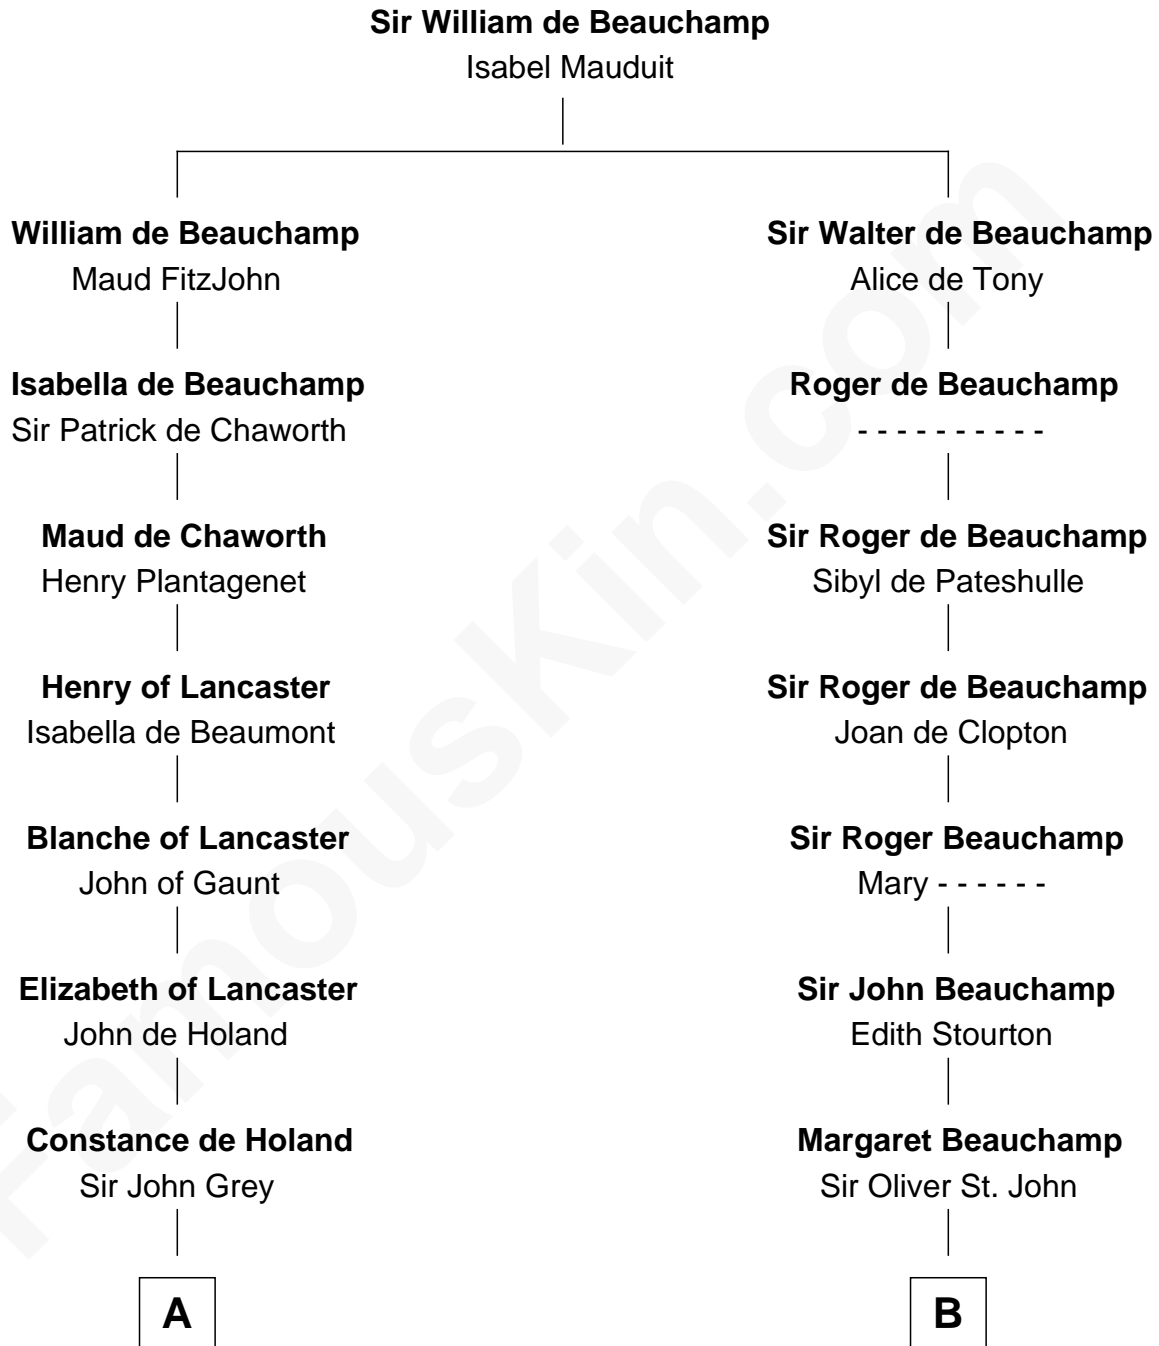 Sir William de Beauchamp
Isabel Mauduit
William de Beauchamp
Maud FitzJohn
Sir Walter de Beauchamp
Alice de Tony
Isabella de Beauchamp
Sir Patrick de Chaworth
Roger de Beauchamp
- - - - - - - - - -
Maud de Chaworth
Henry Plantagenet
Sir Roger de Beauchamp
Sibyl de Pateshulle
Henry of Lancaster
Isabella de Beaumont
Sir Roger de Beauchamp
Joan de Clopton
Blanche of Lancaster
John of Gaunt
Sir Roger Beauchamp
Mary - - - - - -
Elizabeth of Lancaster
John de Holand
Sir John Beauchamp
Edith Stourton
Constance de Holand
Sir John Grey
Margaret Beauchamp
Sir Oliver St. John
A
B
FamousKin.com